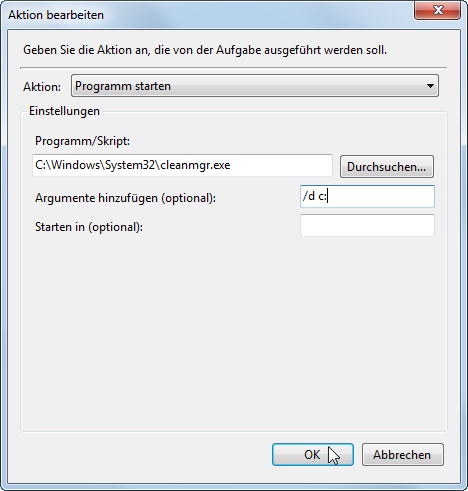 Aktion bearbeiten
Geben Sie die Aktion an, die von der Aufgabe ausgeführt werden soll.
Aktion: Programm starten
Einstellungen
Programm/Skript:
C:\Windows\System32\cleanmgr.exe Durchsuchen...
Argumente hinzufügen (optional): /d c:
Starten in (optional):
OK Abbrechen